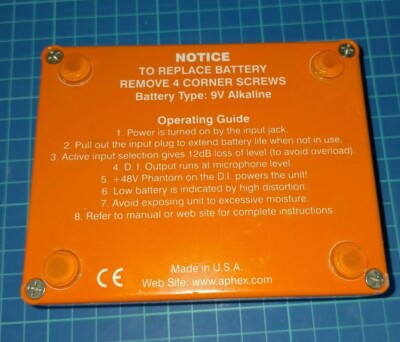 NOTICE
TO REPLACE BATTERY
REMOVE 4 CORNER SCREWS
Battery Type: 9V Alkaline
Operating Guide
1. Power is turned on by the input jack.
2. Pull out the input plug to extend battery life when not in use.
3. Active input selection gives 12dB loss of level (to avoid overload).
4. D. I. Output runs at microphone level.
5. +48V Phantom on the D.I. powers the unit!
6. Low battery is indicated by high distortion.
7. Avoid exposing unit to excessive moisture.
8. Refer to manual or web site for complete instructions.
CE
Made in U.S.A.
Web Site: www.aphex.com